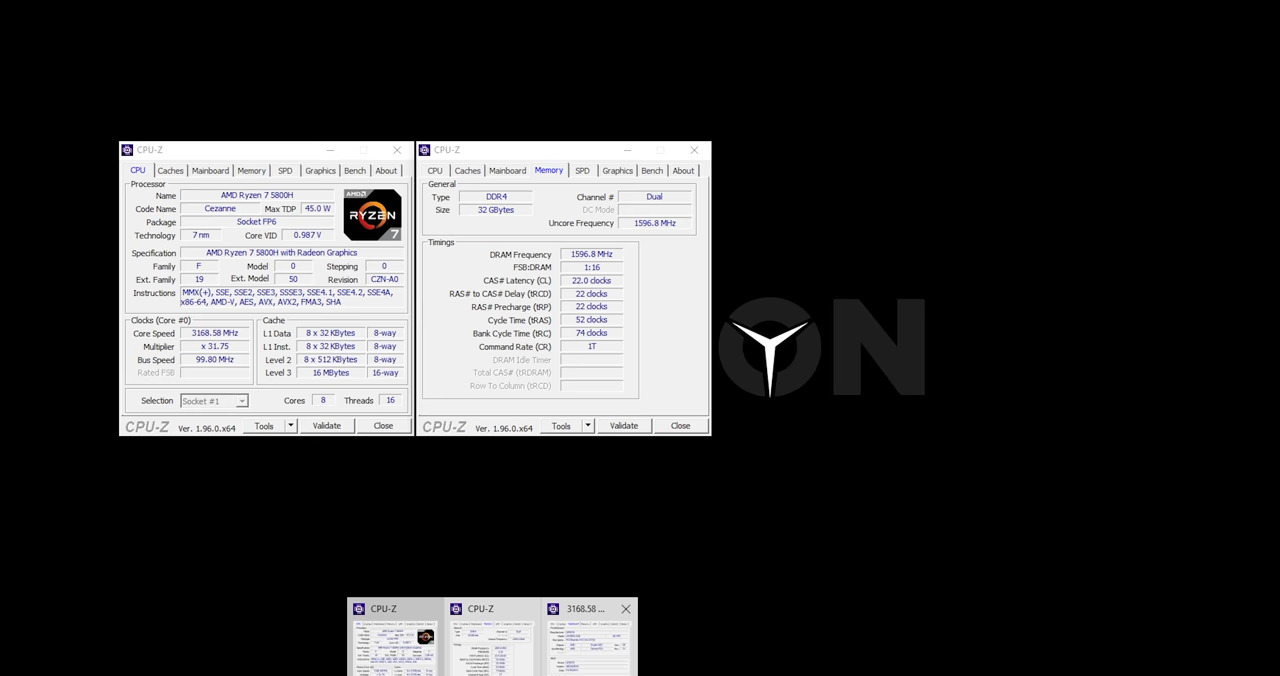 CPU-Z
CPU Caches Mainboard Memory SPD Graphics Bench About
Processor
Name AMD Ryzen 7 5800H
Code Name Cezanne Max TDP 45.0 W
Package Socket FP6
Technology 7 nm Core VID 0.987 V
AMD
RYZEN
7
Specification AMD Ryzen 7 5800H with Radeon Graphics
Family F Model 0 Stepping 0
Ext. Family 19 Ext. Model 50 Revision CZN-A0
Instructions MMX(+), SSE, SSE2, SSE3, SSSE3, SSE4.1, SSE4.2, SSE4A,
x86-64, AMD-V, AES, AVX, AVX2, FMA3, SHA
Clocks (Core #0)
Core Speed 3168.58 MHz
Multiplier x 31.75
Bus Speed 99.80 MHz
Rated FSB
Cache
L1 Data 8 x 32 KBytes 8-way
L1 Inst. 8 x 32 KBytes 8-way
Level 2 8 x 512 KBytes 8-way
Level 3 16 MBytes 16-way
Selection Socket #1 Cores 8 Threads 16
CPU-Z Ver. 1.96.0.x64 Tools Validate Close
CPU-Z
CPU Caches Mainboard Memory SPD Graphics Bench About
General
Type DDR4 Channel # Dual
Size 32 GBytes DC Mode
Uncore Frequency 1596.8 MHz
Timings
DRAM Frequency 1596.8 MHz
FSB:DRAM 1:16
CAS# Latency (CL) 22.0 clocks
RAS# to CAS# Delay (tRCD) 22 clocks
RAS# Precharge (tRP) 22 clocks
Cycle Time (tRAS) 52 clocks
Bank Cycle Time (tRC) 74 clocks
Command Rate (CR) 1T
DRAM Idle Timer
Total CAS# (tRDRAM)
Row To Column (tRCD)
CPU-Z Ver. 1.96.0.x64 Tools Validate Close
ON
CPU-Z CPU-Z 3168.58 ...